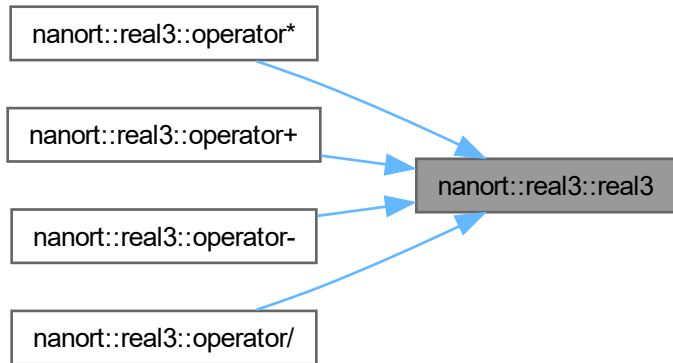 nanort::real3::operator*
nanort::real3::operator+
nanort::real3::real3
nanort::real3::operator-
nanort::real3::operator/